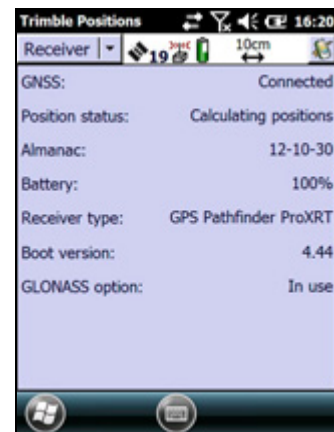 Trimble Positions 16:20
Receiver 19 10cm
GNSS: Connected
Position status: Calculating positions
Almanac: 12-10-30
Battery: 100%
Receiver type: GPS Pathfinder ProXRT
Boot version: 4.44
GLONASS option: In use